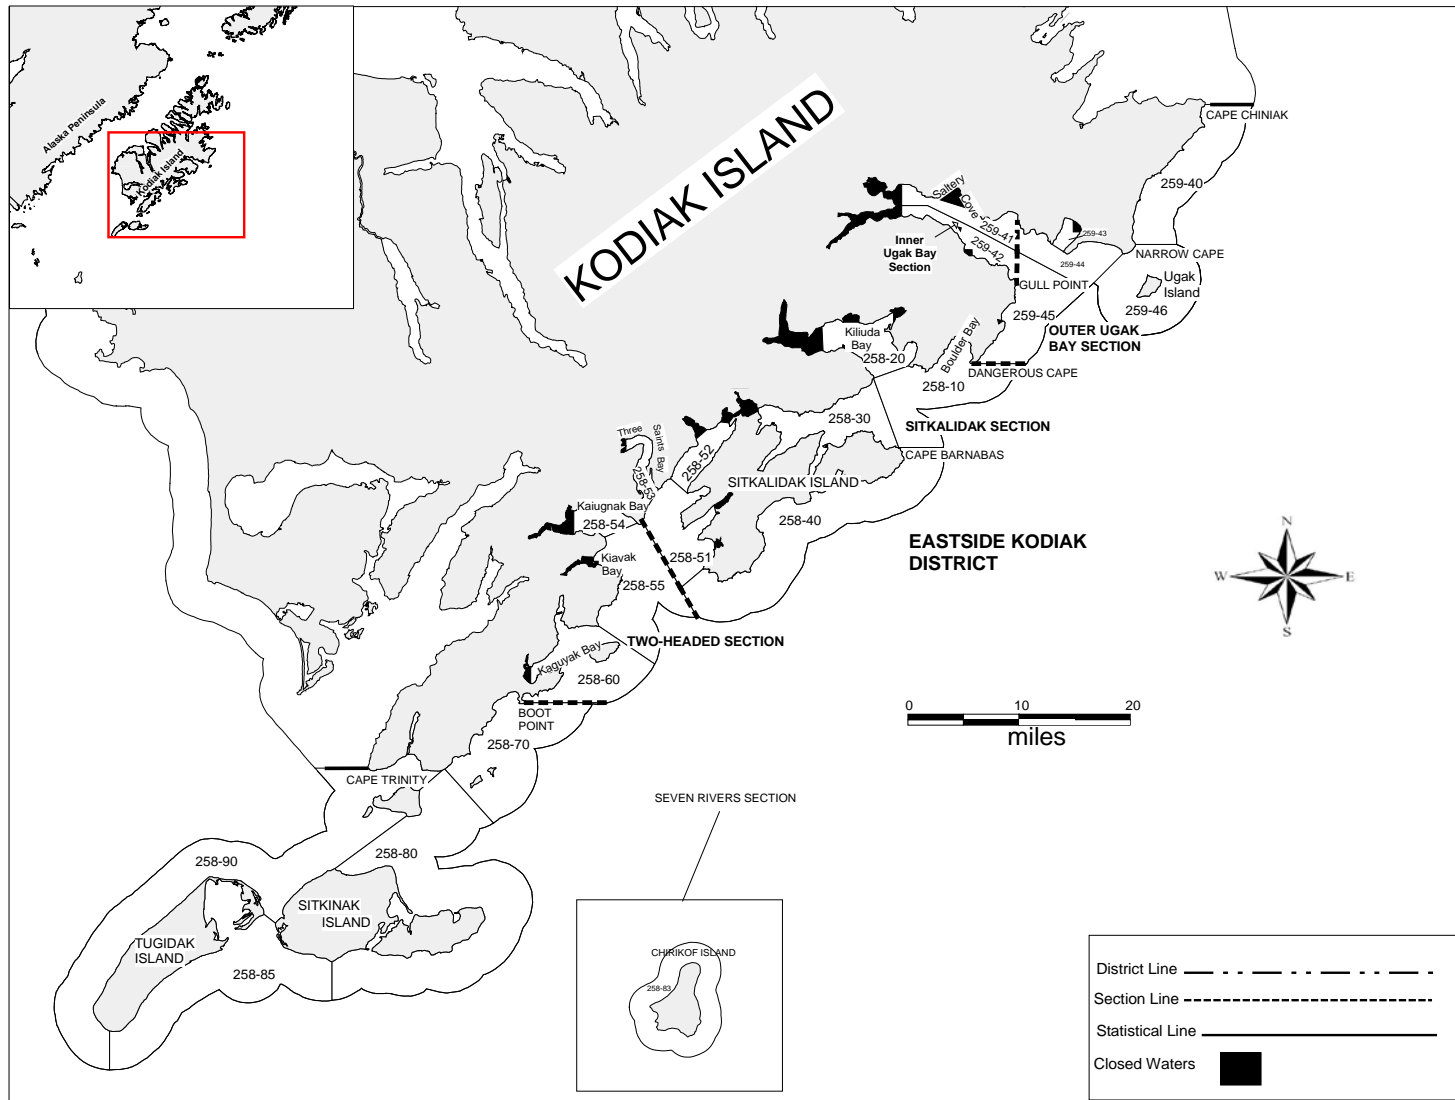 Alaska Peninsula
Kodiak Island
KODIAK ISLAND
CAPE CHINIAK
259-40
Saltery
Cove
259-41
259-43
Inner
Ugak Bay
Section
259-42
259-44
NARROW CAPE
GULL POINT
Ugak
Island
259-46
259-45
OUTER UGAK
BAY SECTION
Kiliuda
Bay
258-20
Boulder Bay
DANGEROUS CAPE
258-10
258-30
SITKALIDAK SECTION
Three
Saints Bay
CAPE BARNABAS
258-52
258-53
SITKALIDAK ISLAND
Kaiugnak Bay
258-54
258-40
EASTSIDE KODIAK
DISTRICT
N
W
E
S
Kiavak
Bay
258-51
258-55
TWO-HEADED SECTION
Kaguyak Bay
258-60
BOOT
POINT
0
10
20
miles
258-70
CAPE TRINITY
SEVEN RIVERS SECTION
258-90
258-80
SITKINAK
ISLAND
TUGIDAK
ISLAND
258-85
CHIRIKOF ISLAND
258-83
District Line
Section Line
Statistical Line
Closed Waters